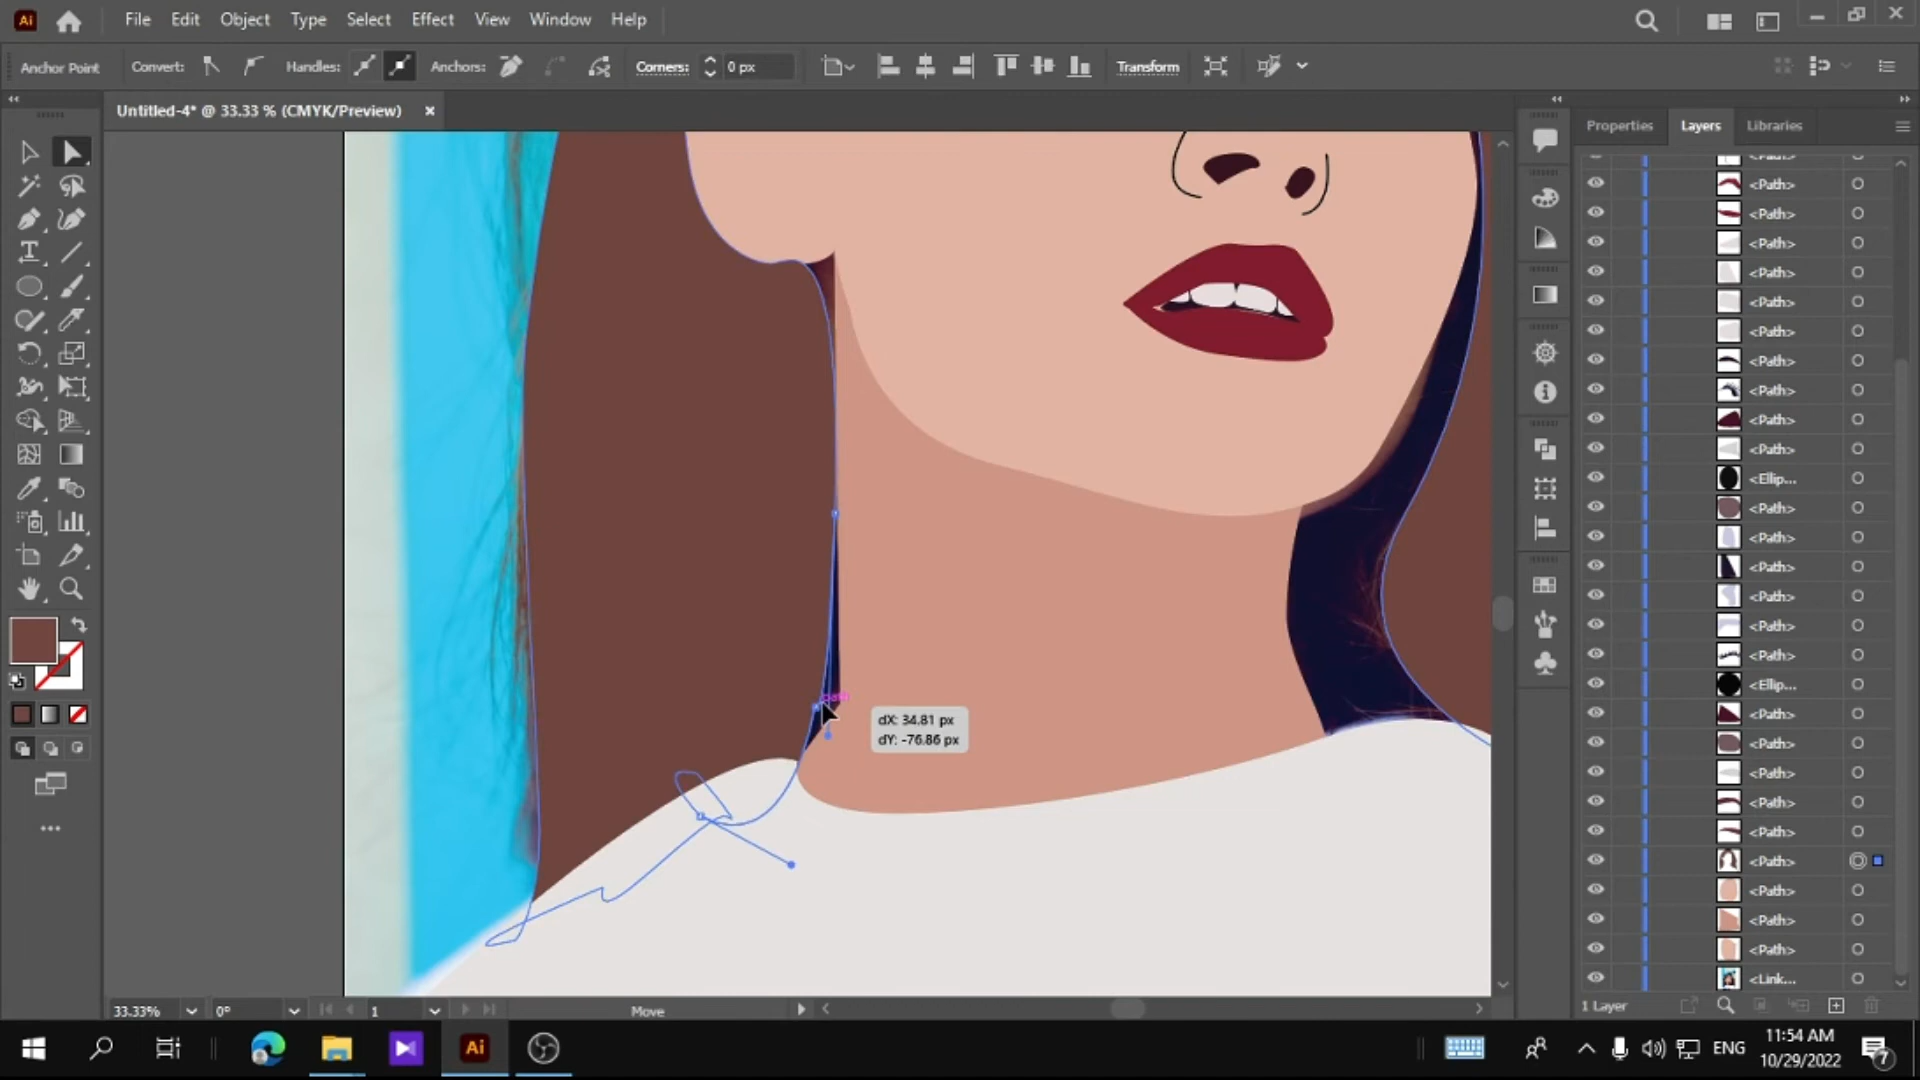 Ai File Edit Object Type Select Effect View Window Help
Anchor Point Convert: Handles: Anchors: Corners: 0 px Transform
Untitled-4* @ 33.33 % (CMYK/Preview) ×
Properties Layers Libraries
<Path>
<Path>
<Path>
<Path>
<Path>
<Path>
<Path>
<Path>
<Path>
<Path>
<Path>
<Ellip...
<Path>
<Path>
<Path>
<Path>
<Path>
<Path>
<Ellip...
<Path>
<Path>
<Path>
<Path>
<Path>
<Path>
<Path>
<Path>
<Path>
<Link...
path
dX: 34.81 px
dY: -76.86 px
33.33% 0° 1 Move
1 Layer
Ai ENG 11:54 AM
10/29/2022 7